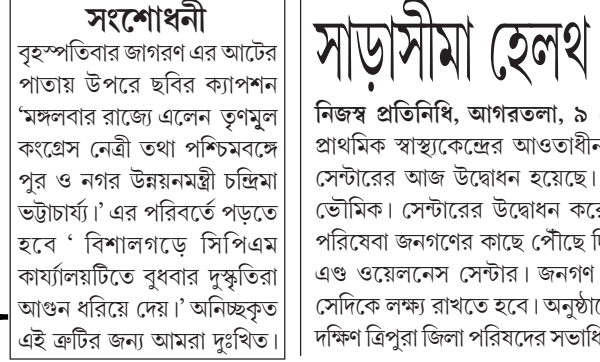 সংশোধনী
বৃহস্পতিবার জাগরণ এর আটের
পাতায় উপরে ছবির ক্যাপশন
‘মঙ্গলবার রাজ্যে এলেন তৃণমূল
কংগ্রেস নেত্রী তথা পশ্চিমবঙ্গে
পুর ও নগর উন্নয়নমন্ত্রী চন্দ্রিমা
ভট্টাচার্য্য।’ এর পরিবর্তে পড়তে
হবে ‘ বিশালগড়ে সিপিএম
কার্য্যালয়টিতে বুধবার দুস্কৃতিরা
আগুন ধরিয়ে দেয়।’ অনিচ্ছকৃত
এই ত্রুটির জন্য আমরা দুঃখিত।
সাড়াসীমা হেলথ
নিজস্ব প্রতিনিধি, আগরতলা, ৯
প্রাথমিক স্বাস্থ্যকেন্দ্রের আওতাধীন
সেন্টারের আজ উদ্বোধন হয়েছে।
ভৌমিক। সেন্টারের উদ্বোধন
পরিষেবা জনগণের কাছে পৌঁছে
এণ্ড ওয়েলনেস সেন্টার। জনগণ
সেদিকে লক্ষ্য রাখতে হবে।
দক্ষিণ ত্রিপুরা জিলা পরিষদের